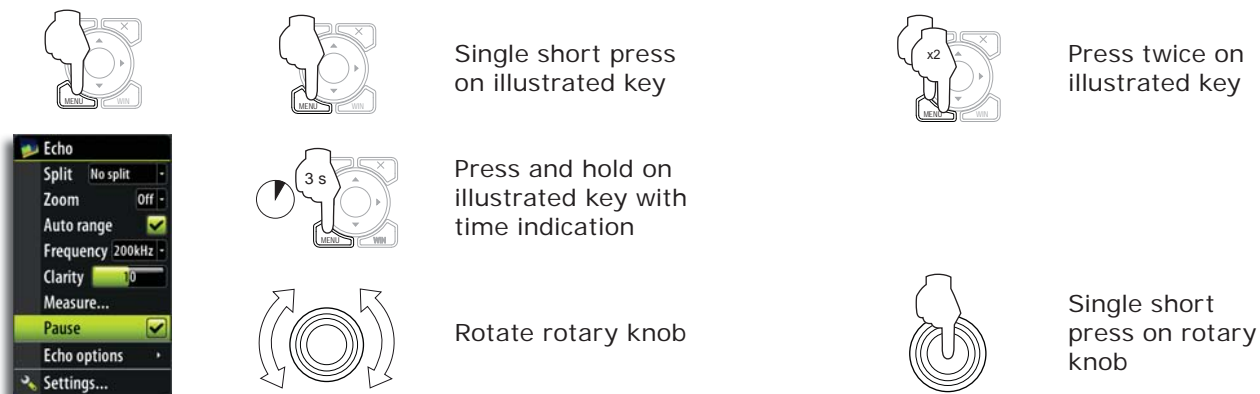 MENU
WIN
MENU
WIN
Single short press
on illustrated key
x2
MENU
WIN
Press twice on
illustrated key
Echo
Split No split
Zoom Off
Auto range
Frequency 200kHz
Clarity 10
Measure...
Pause
Echo options
Settings...
3 s
MENU
WIN
Press and hold on
illustrated key with
time indication
Rotate rotary knob
Single short
press on rotary
knob